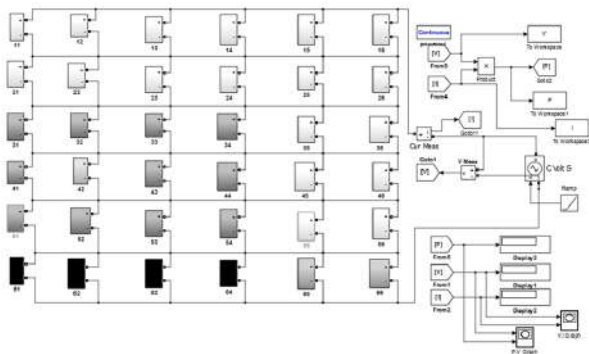 11 12 13 14 15 16
21 22 23 24 25 26
31 32 33 34 35 36
41 42 43 44 45 46
51 52 53 54 55 56
61 62 63 64 65 66
Continuous
V
To Workspace
[V]
From3
Product
[P]
Goto2
[I]
From4
P
To Workspace1
[I]
Goto11
I
To Workspace2
Cur Meas
Goto1
[V]
V Meas
C Volt S
Ramp
[P]
From5
Display3
[V]
From1
Display1
[I]
From2
Display2
V.I Graph
P.V. Graph